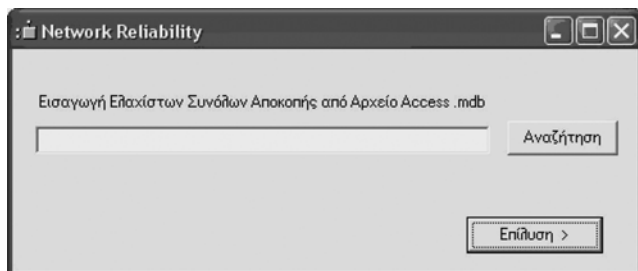 Network Reliability
Εισαγωγή Ελαχίστων Συνόλων Αποκοπής από Αρχείο Access .mdb
Αναζήτηση
Επίλυση >